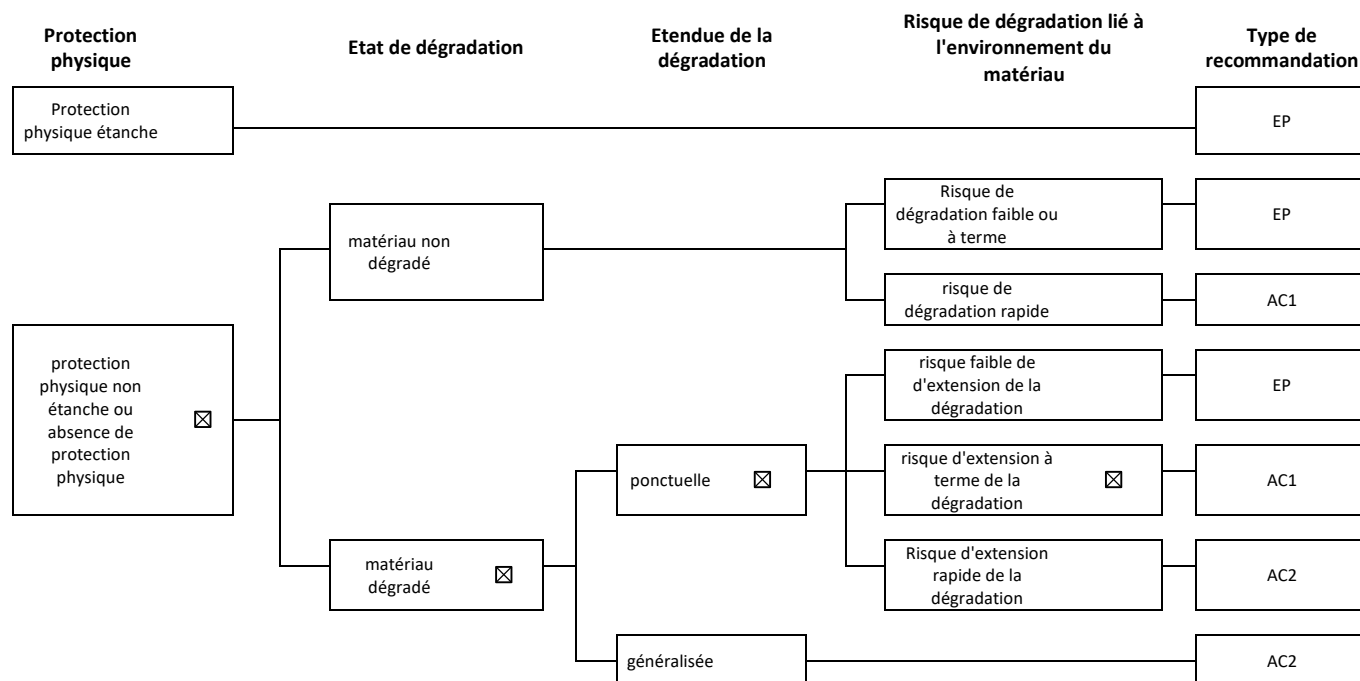 Protection
physique
Etat de dégradation
Etendue de la
dégradation
Risque de dégradation lié à
l'environnement du
matériau
Type de
recommandation
Protection
physique étanche
EP
matériau non
dégradé
Risque de
dégradation faible ou
à terme
EP
risque de
dégradation rapide
AC1
protection
physique non
étanche ou
absence de
protection
physique
risque faible de
d'extension de la
dégradation
EP
ponctuelle
risque d'extension à
terme de la
dégradation
AC1
matériau
dégradé
Risque d'extension
rapide de la
dégradation
AC2
généralisée
AC2